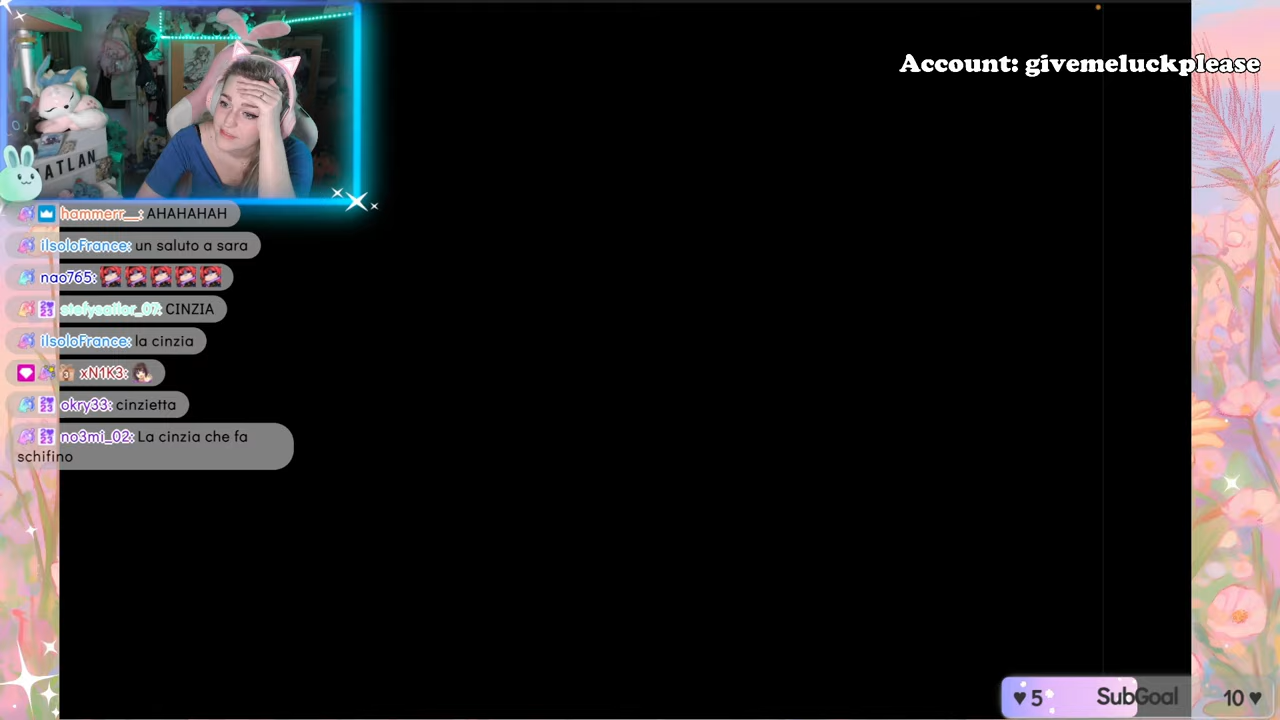 Account: givemeluckplease
ATLAN
hammerr__: AHAHAHAH
ilsoloFrance: un saluto a sara
nao765:
stefysailor_07: CINZIA
ilsoloFrance: la cinzia
xN1K3:
okry33: cinzietta
no3mi_02: La cinzia che fa
schifino
5 SubGoal 10